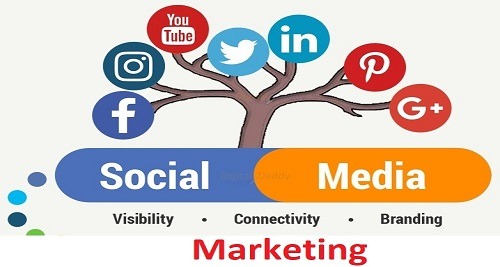 You
Tube
in
f
G+
Social Media
Visibility • Connectivity • Branding
Marketing